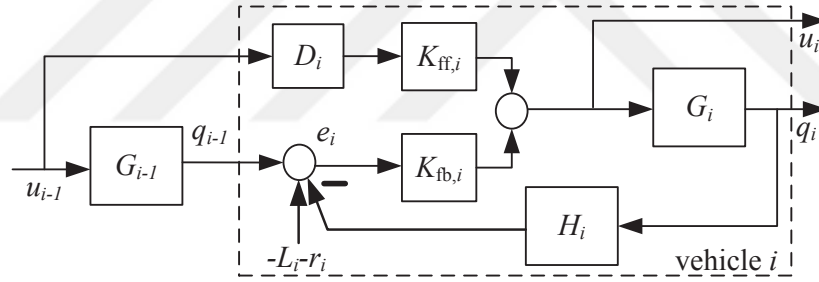 D_i
K_ff,i
u_i
G_i
q_i
q_i-1
e_i
G_i-1
u_i-1
K_fb,i
H_i
-L_i-r_i
vehicle i